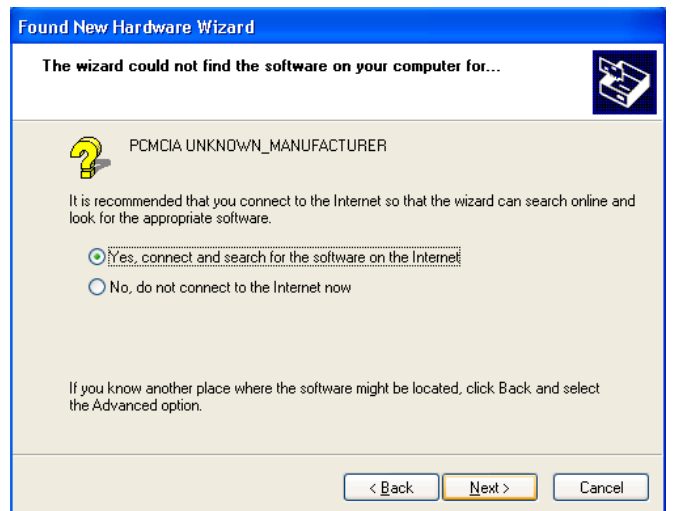 Found New Hardware Wizard
The wizard could not find the software on your computer for...
PCMCIA UNKNOWN_MANUFACTURER
It is recommended that you connect to the Internet so that the wizard can search online and
look for the appropriate software.
Yes, connect and search for the software on the Internet
No, do not connect to the Internet now
If you know another place where the software might be located, click Back and select
the Advanced option.
< Back
Next >
Cancel